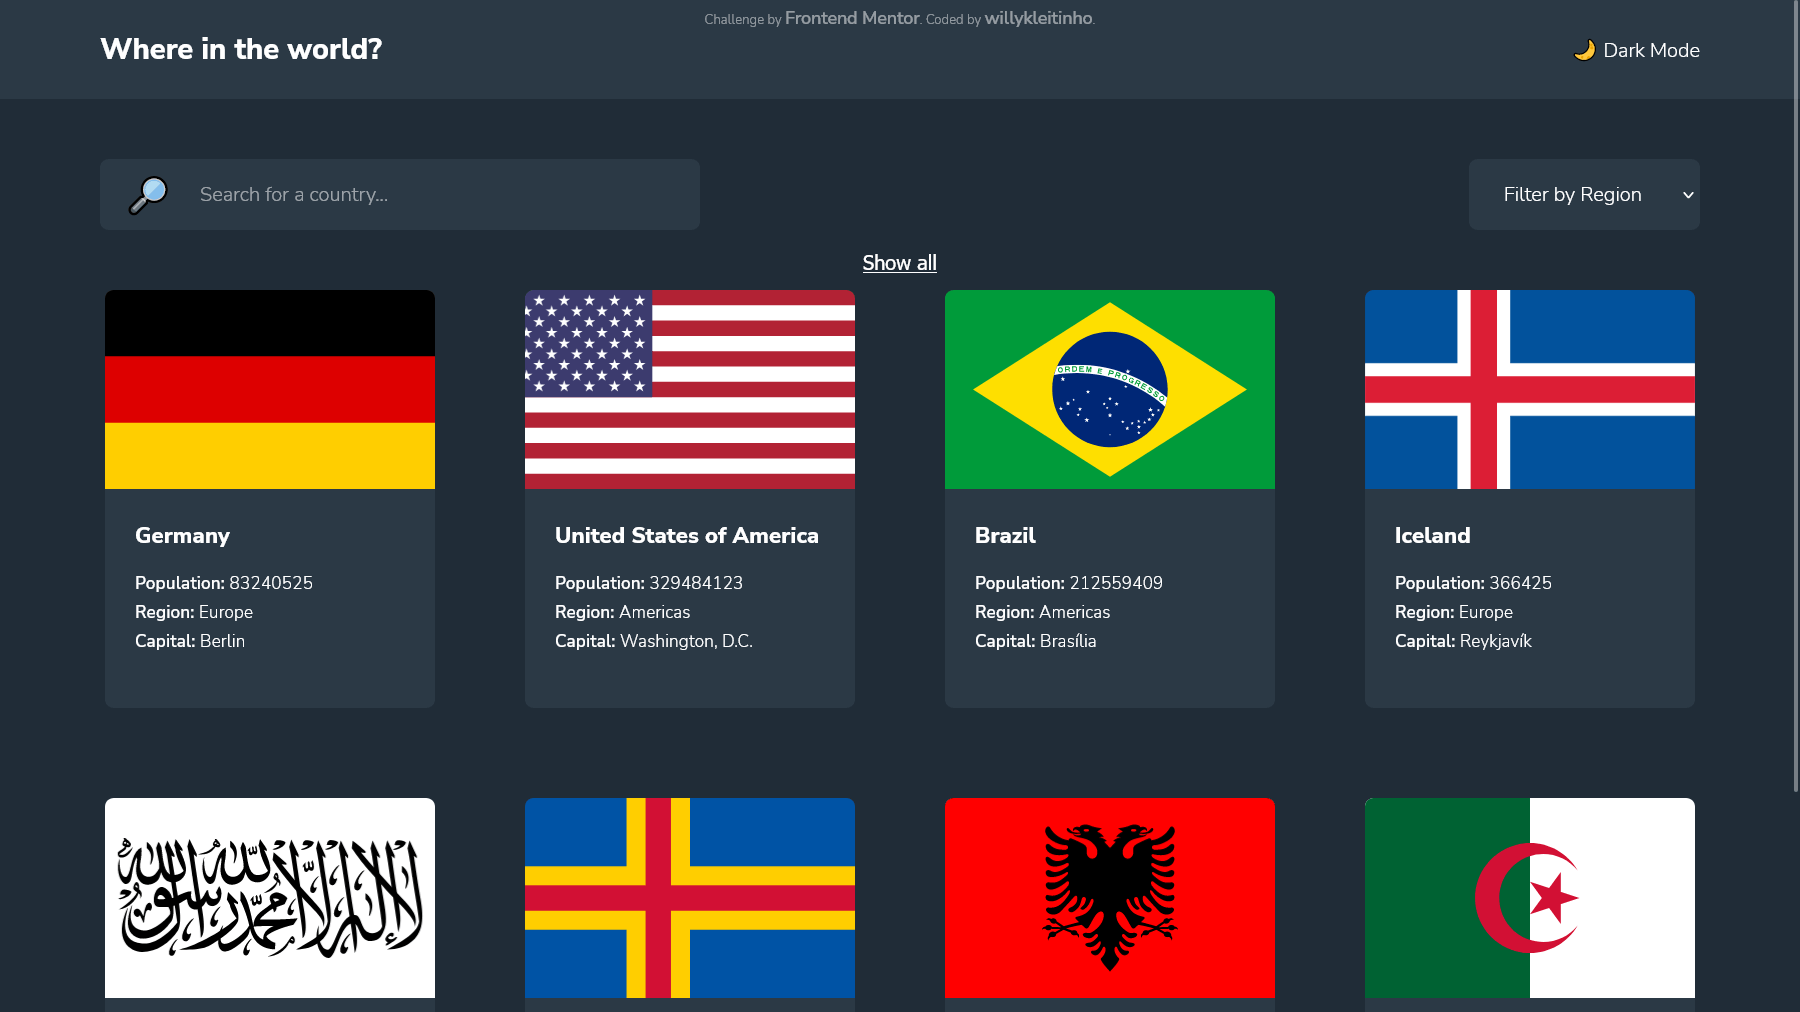 Challenge by Frontend Mentor. Coded by willykleitinho.
Where in the world?
Dark Mode
Search for a country...
Filter by Region
Show all
ORDEM E PROGRESSO
Germany
Population: 83240525
Region: Europe
Capital: Berlin
United States of America
Population: 329484123
Region: Americas
Capital: Washington, D.C.
Brazil
Population: 212559409
Region: Americas
Capital: Brasília
Iceland
Population: 366425
Region: Europe
Capital: Reykjavík
لا إله إلا الله محمد رسول الله